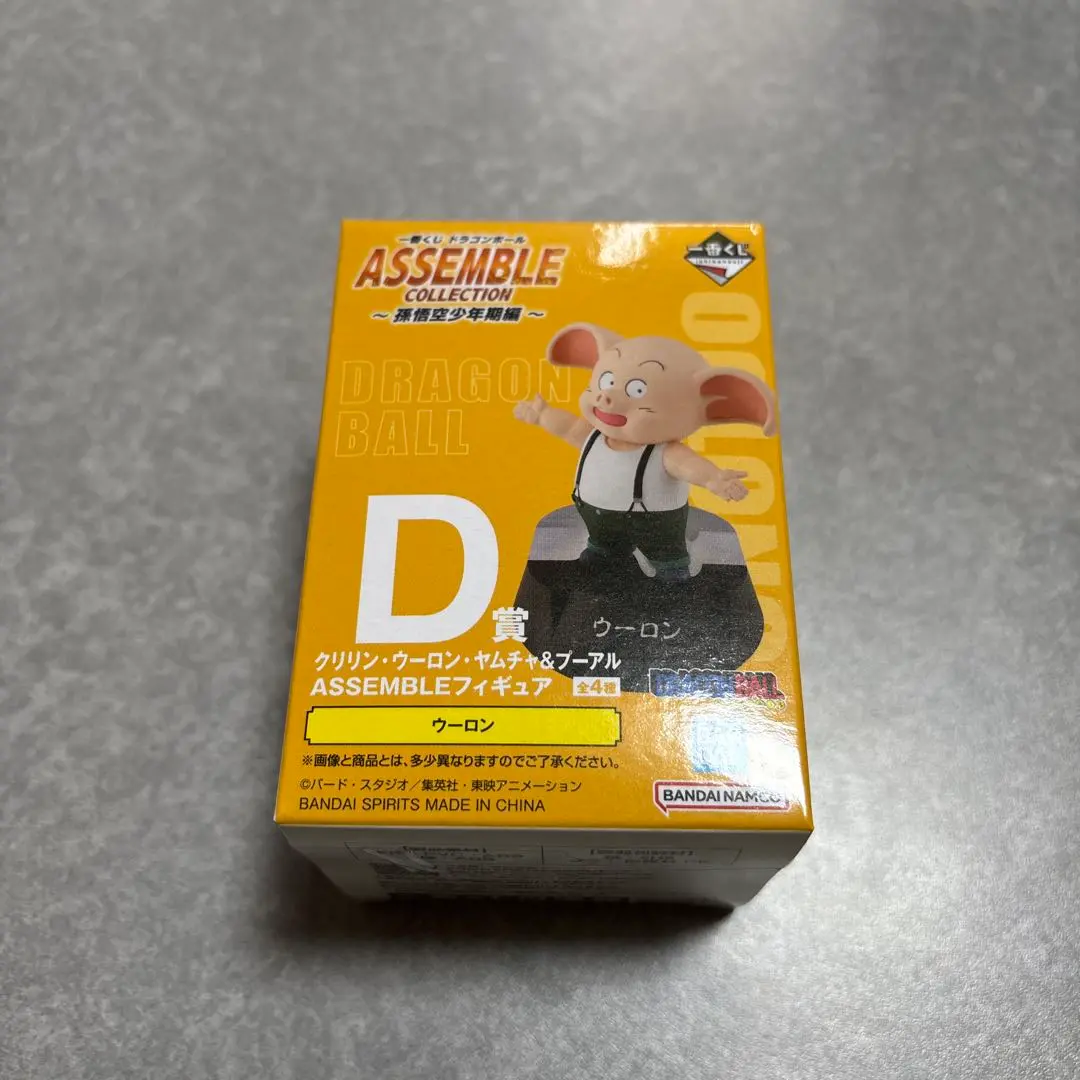 一番くじ ドラゴンボール
ASSEMBLE
COLLECTION
～ 孫悟空少年期編 ～
一番くじ
ichibankuji
DRAGON
BALL
OOLONG
D賞
ウーロン
クリリン・ウーロン・ヤムチャ&プーアル
ASSEMBLEフィギュア 全4種
DRAGONBALL
ウーロン
※画像と商品とは、多少異なりますのでご了承ください。
©バード・スタジオ／集英社・東映アニメーション
BANDAI SPIRITS MADE IN CHINA
BANDAI NAMCO